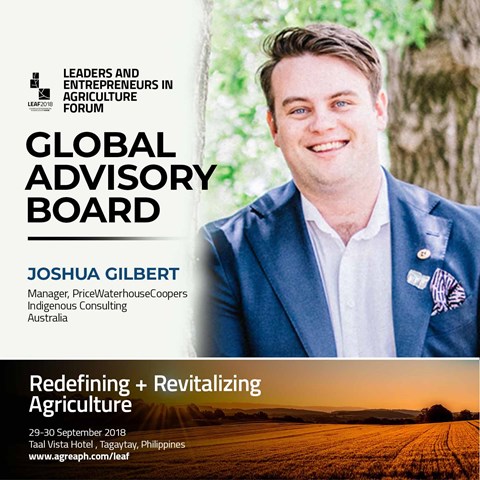 LEADERS AND
ENTREPRENEURS IN
AGRICULTURE
FORUM
LEAF2018
GLOBAL
ADVISORY
BOARD
JOSHUA GILBERT
Manager, PriceWaterhouseCoopers
Indigenous Consulting
Australia
Redefining + Revitalizing
Agriculture
29-30 September 2018
Taal Vista Hotel , Tagaytay, Philippines
www.agreaph.com/leaf